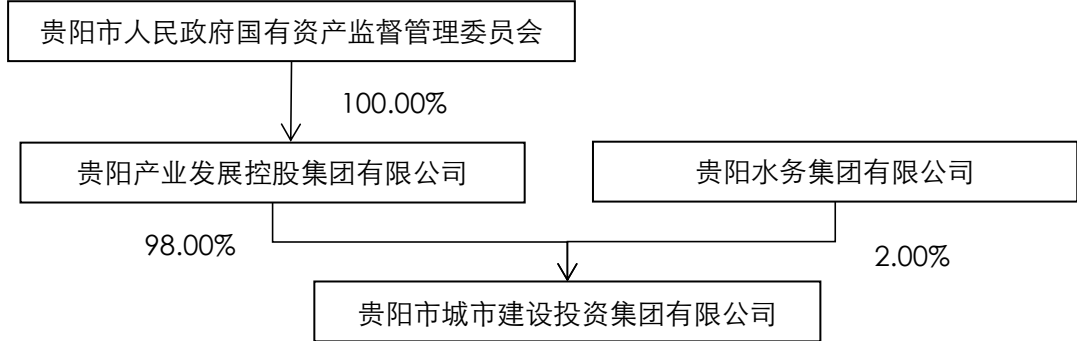 贵阳市人民政府国有资产监督管理委员会
100.00%
贵阳产业发展控股集团有限公司
贵阳水务集团有限公司
98.00%
2.00%
贵阳市城市建设投资集团有限公司